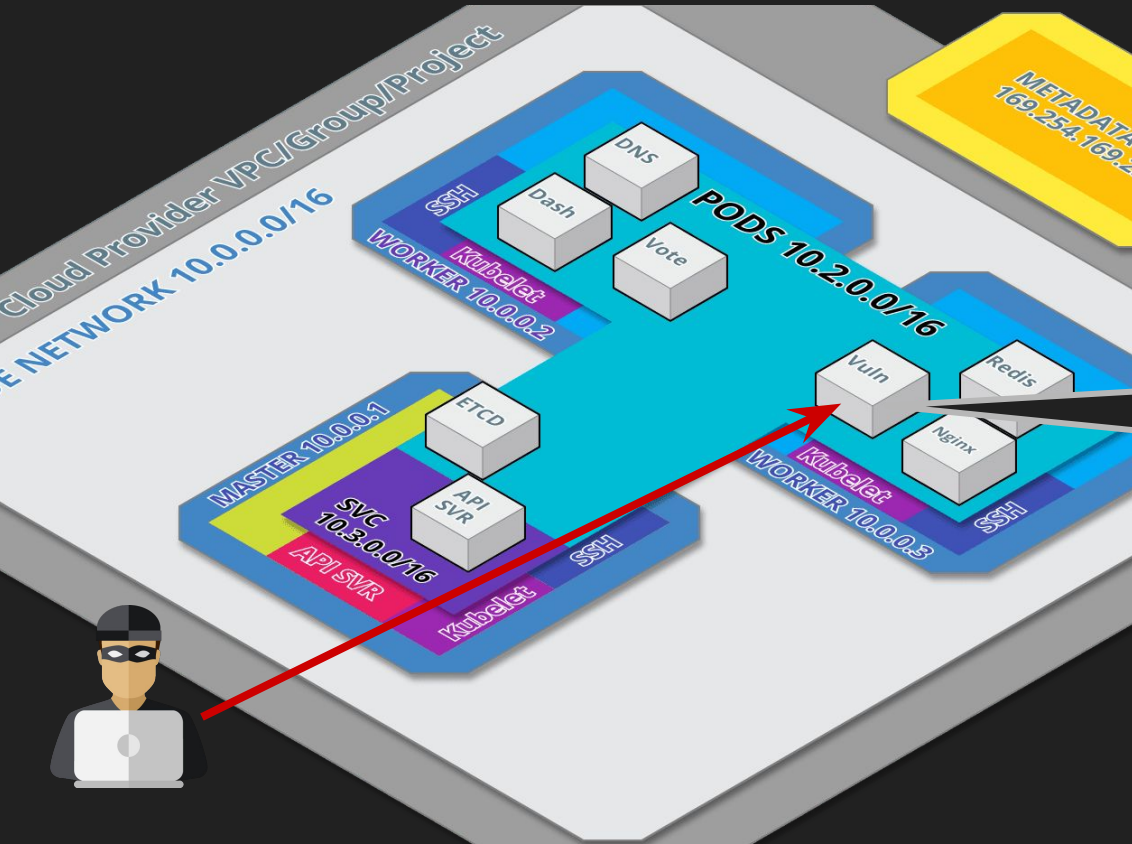 Cloud Provider VPC/Group/Project
E NETWORK 10.0.0.0/16
METADATA
169.254.169.2
DNS
Dash
Vote
SSH
Kubelet
WORKER 10.0.0.2
PODS 10.2.0.0/16
Vuln
Redis
Nginx
Kubelet
SSH
WORKER 10.0.0.3
MASTER 10.0.0.1
ETCD
API
SVR
SVC
10.3.0.0/16
API SVR
Kubelet
SSH